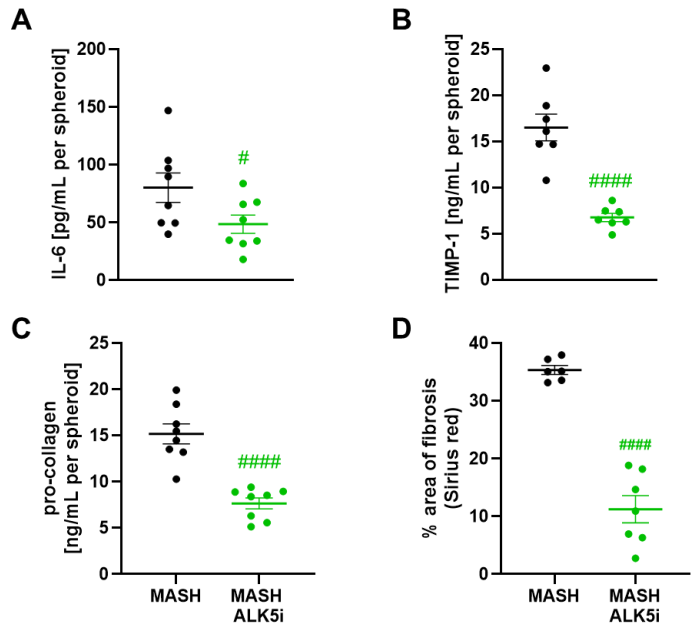 A
IL-6 [pg/mL per spheroid]
200
150
100
50
0
#
B
TIMP-1 [ng/mL per spheroid]
25
20
15
10
5
0
####
C
pro-collagen
[ng/mL per spheroid]
25
20
15
10
5
0
####
MASH
MASH
ALK5i
D
% area of fibrosis
(Sirius red)
40
30
20
10
0
####
MASH
MASH
ALK5i